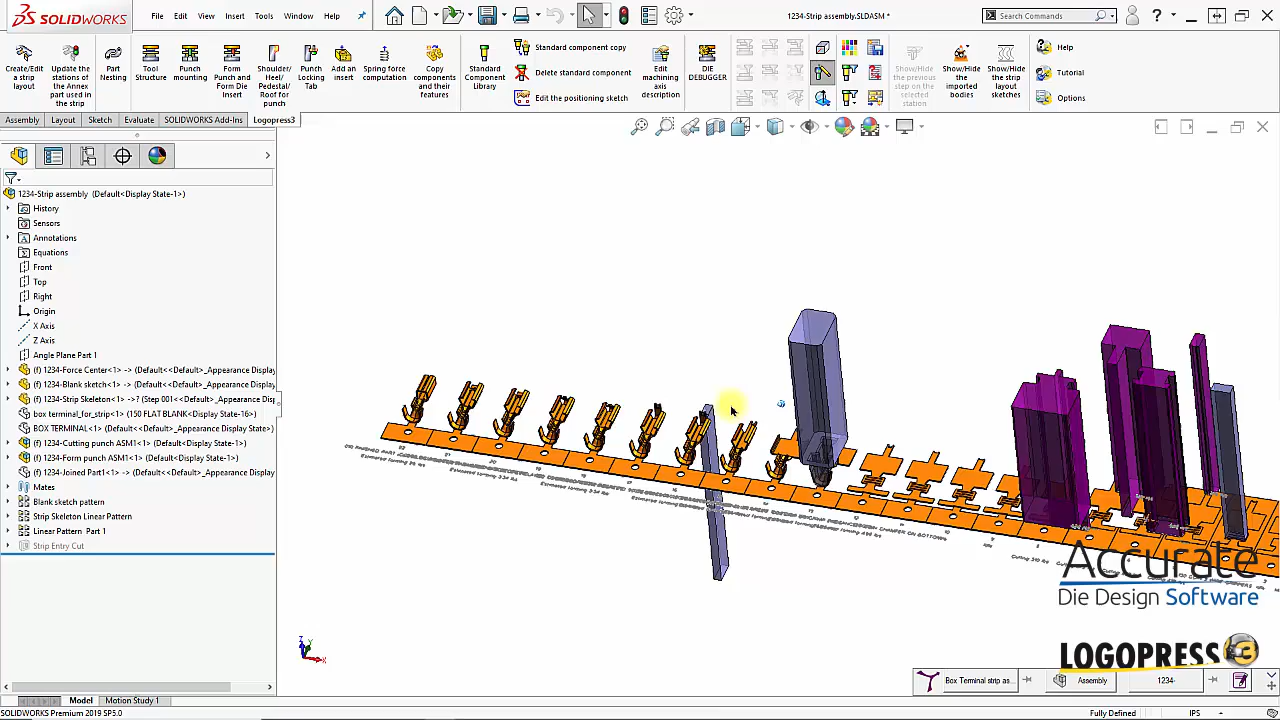 SOLIDWORKS
File Edit View Insert Tools Window Help
1234-Strip assembly.SLDASM *
Search Commands
Create/Edit a strip layout
Update the stations of the Annex part used in the strip
Part Nesting
Tool Structure
Punch mounting
Form Punch and Form Die Insert
Shoulder/ Heel/ Pedestal/ Roof for punch
Punch Locking Tab
Add an insert
Spring force computation
Copy components and their features
Standard Component Library
Standard component copy
Delete standard component
Edit the positioning sketch
Edit machining axis description
DIE DEBUGGER
Show/Hide the previous step on the selected station
Show/Hide the imported bodies
Show/Hide the strip layout sketches
Help
Tutorial
Options
Assembly Layout Sketch Evaluate SOLIDWORKS Add-Ins Logopress3
1234-Strip assembly (Default<Display State-1>)
History
Sensors
Annotations
Equations
Front
Top
Right
Origin
X Axis
Z Axis
Angle Plane Part 1
(f) 1234-Force Center<1> -> (Default<<Default>_Appearance Display
(f) 1234-Blank sketch<1> -> (Default<<Default>_Appearance Display
(f) 1234-Strip Skeleton<1> ->? (Step 001<<Default>_Appearance Dis
box terminal_for_strip<1> (150 FLAT BLANK<Display State-16>)
BOX TERMINAL<1> (Default<<Default>_Appearance Display State
(f) 1234-Cutting punch ASM1<1> (Default<Display State-1>)
(f) 1234-Form punch ASM1<1> (Default<Display State-1>)
(f) 1234-Joined Part1<1> -> (Default<<Default>_Appearance Display
Mates
Blank sketch pattern
Strip Skeleton Linear Pattern
Linear Pattern Part 1
Strip Entry Cut
Accurate
Die Design Software
LOGOPRESS3
Box Terminal strip as...
Assembly
1234-
Model Motion Study 1
SOLIDWORKS Premium 2019 SP5.0
Fully Defined
IPS